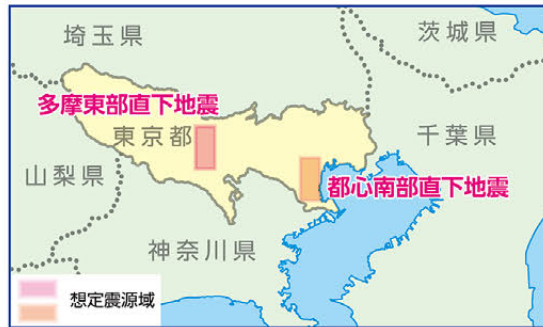 埼玉県
茨城県
多摩東部直下地震
東京都
千葉県
山梨県
都心南部直下地震
神奈川県
想定震源域